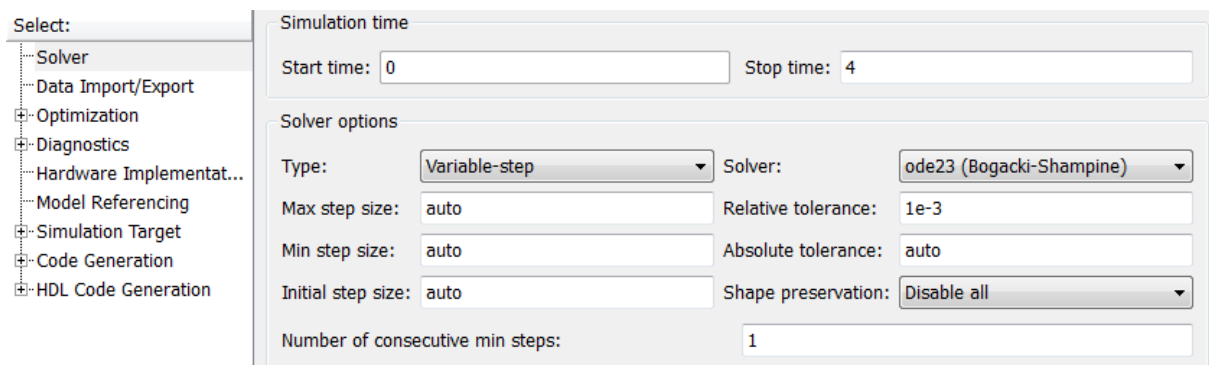 Select:
Solver
Data Import/Export
Optimization
Diagnostics
Hardware Implementat...
Model Referencing
Simulation Target
Code Generation
HDL Code Generation
Simulation time
Start time: 0 Stop time: 4
Solver options
Type: Variable-step Solver: ode23 (Bogacki-Shampine)
Max step size: auto Relative tolerance: 1e-3
Min step size: auto Absolute tolerance: auto
Initial step size: auto Shape preservation: Disable all
Number of consecutive min steps: 1